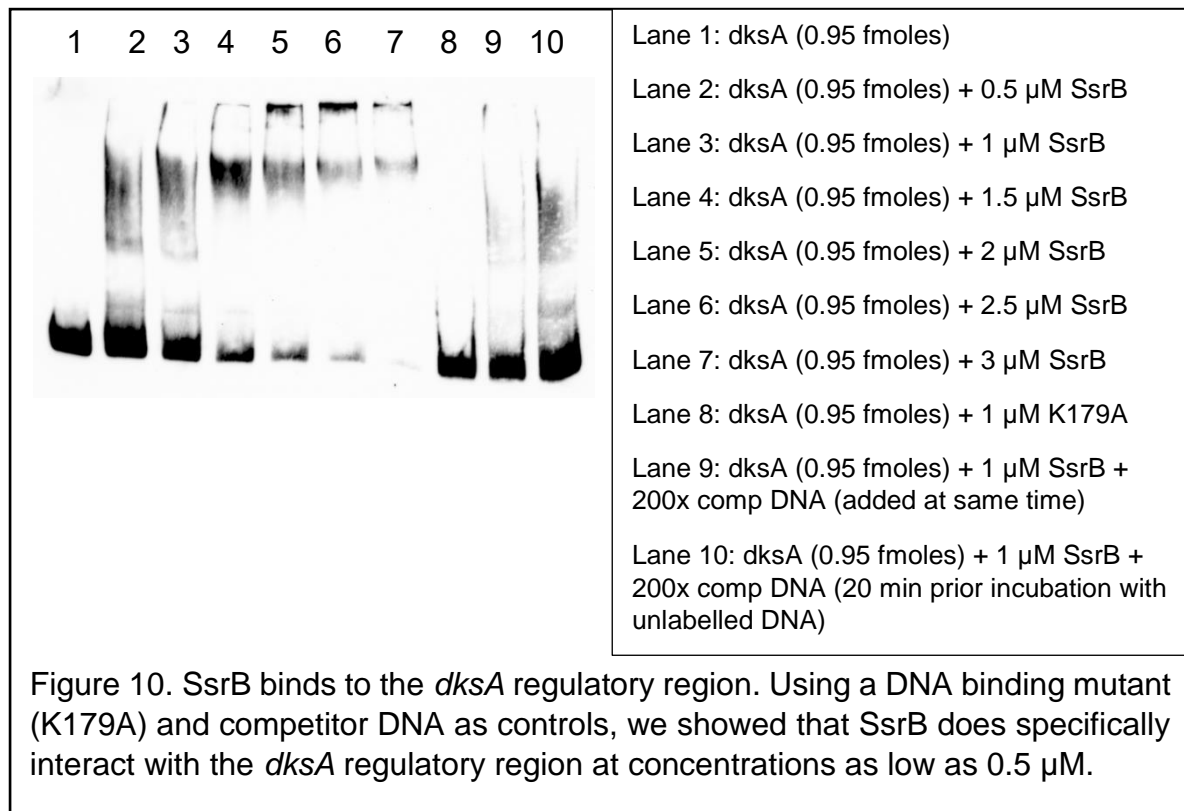 1 2 3 4 5 6 7 8 9 10
Lane 1: dksA (0.95 fmoles)
Lane 2: dksA (0.95 fmoles) + 0.5 µM SsrB
Lane 3: dksA (0.95 fmoles) + 1 µM SsrB
Lane 4: dksA (0.95 fmoles) + 1.5 µM SsrB
Lane 5: dksA (0.95 fmoles) + 2 µM SsrB
Lane 6: dksA (0.95 fmoles) + 2.5 µM SsrB
Lane 7: dksA (0.95 fmoles) + 3 µM SsrB
Lane 8: dksA (0.95 fmoles) + 1 µM K179A
Lane 9: dksA (0.95 fmoles) + 1 µM SsrB +
200x comp DNA (added at same time)
Lane 10: dksA (0.95 fmoles) + 1 µM SsrB +
200x comp DNA (20 min prior incubation with
unlabelled DNA)
Figure 10. SsrB binds to the dksA regulatory region. Using a DNA binding mutant
(K179A) and competitor DNA as controls, we showed that SsrB does specifically
interact with the dksA regulatory region at concentrations as low as 0.5 µM.